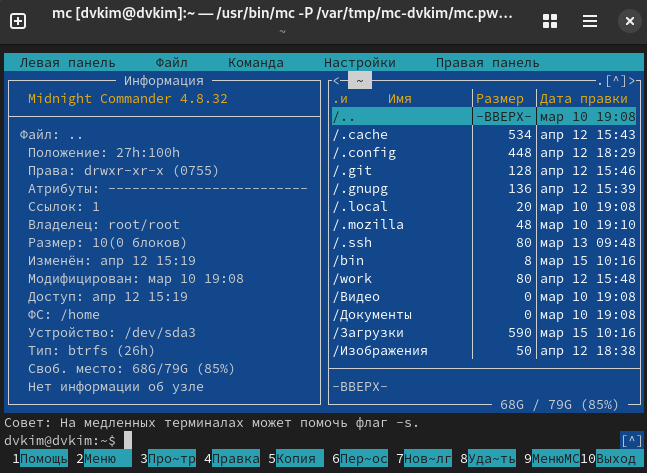 mc [dvkim@dvkim]:~ — /usr/bin/mc -P /var/tmp/mc-dvkim/mc.pw…
~
Левая панель Файл Команда Настройки Правая панель
Информация
Midnight Commander 4.8.32
Файл: ..
Положение: 27h:100h
Права: drwxr-xr-x (0755)
Атрибуты: -------------------------
Ссылок: 1
Владелец: root/root
Размер: 10(0 блоков)
Изменён: апр 12 15:19
Модифицирован: мар 10 19:08
Доступ: апр 12 15:19
ФС: /home
Устройство: /dev/sda3
Тип: btrfs (26h)
Своб. место: 68G/79G (85%)
Нет информации об узле
<─ ~ .[^]>
.и Имя Размер Дата правки
/.. -ВВЕРХ- мар 10 19:08
/.cache 534 апр 12 15:43
/.config 448 апр 12 18:29
/.git 128 апр 12 15:46
/.gnupg 136 апр 12 15:39
/.local 20 мар 10 19:08
/.mozilla 48 мар 10 19:10
/.ssh 80 мар 13 09:48
/bin 8 мар 15 10:16
/work 80 апр 12 15:48
/Видео 0 мар 10 19:08
/Документы 0 мар 10 19:08
/Загрузки 590 мар 15 10:16
/Изображения 50 апр 12 18:38
-ВВЕРХ-
68G / 79G (85%)
Совет: На медленных терминалах может помочь флаг -s.
dvkim@dvkim:~$ [^]
1Помощь 2Меню 3Про~тр 4Правка 5Копия 6Пер~ос 7Нов~лг 8Уда~ть 9МенюMC 10Выход